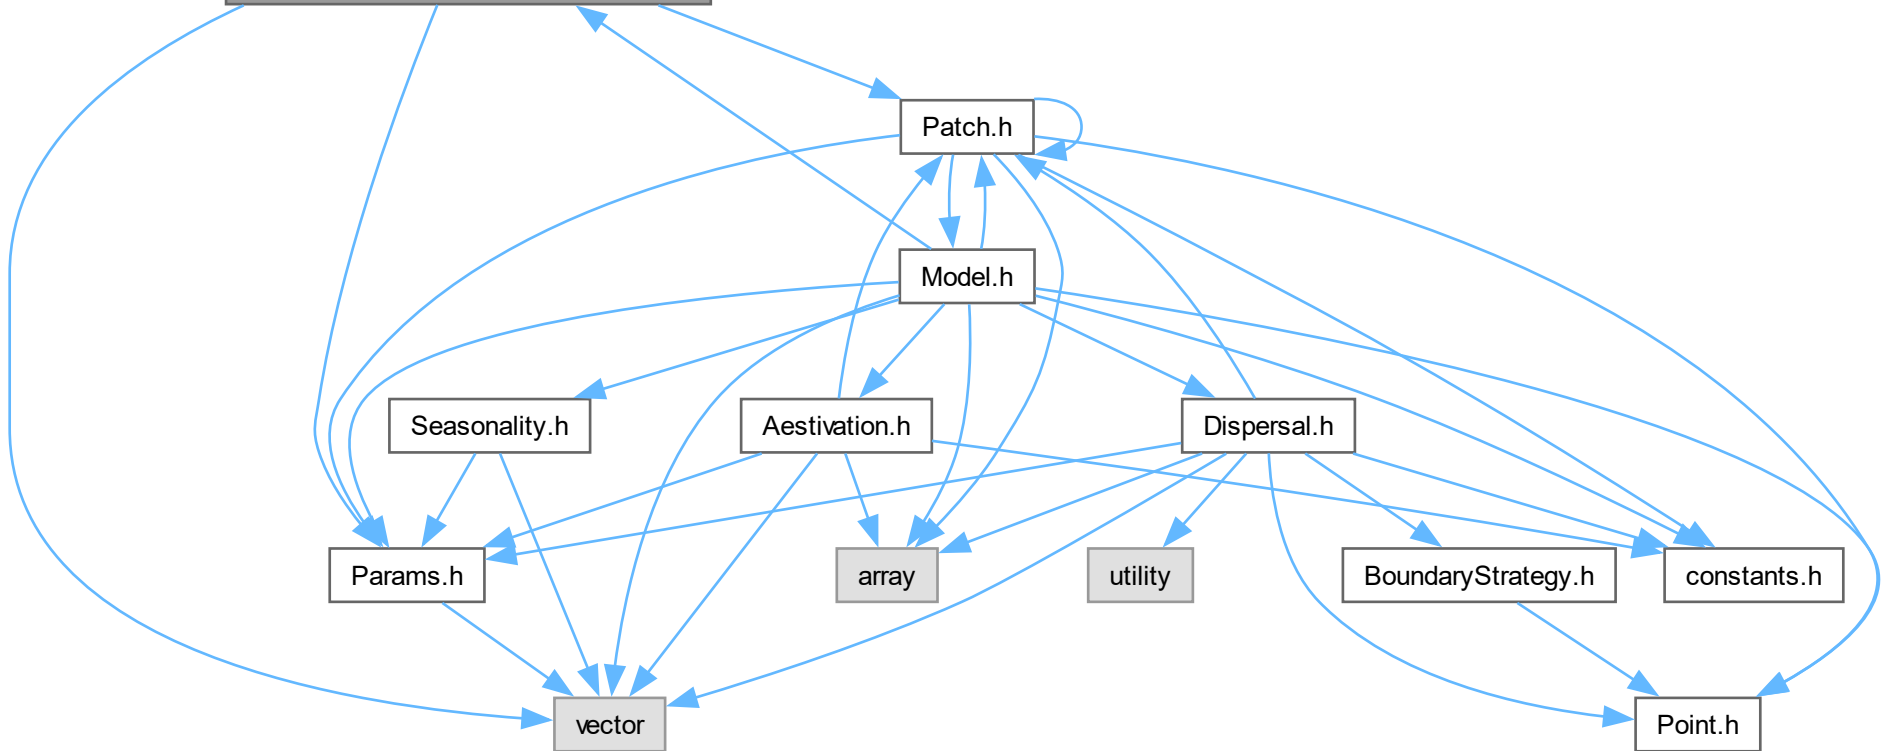 Patch.h
Model.h
Seasonality.h
Aestivation.h
Dispersal.h
Params.h
array
utility
BoundaryStrategy.h
constants.h
vector
Point.h